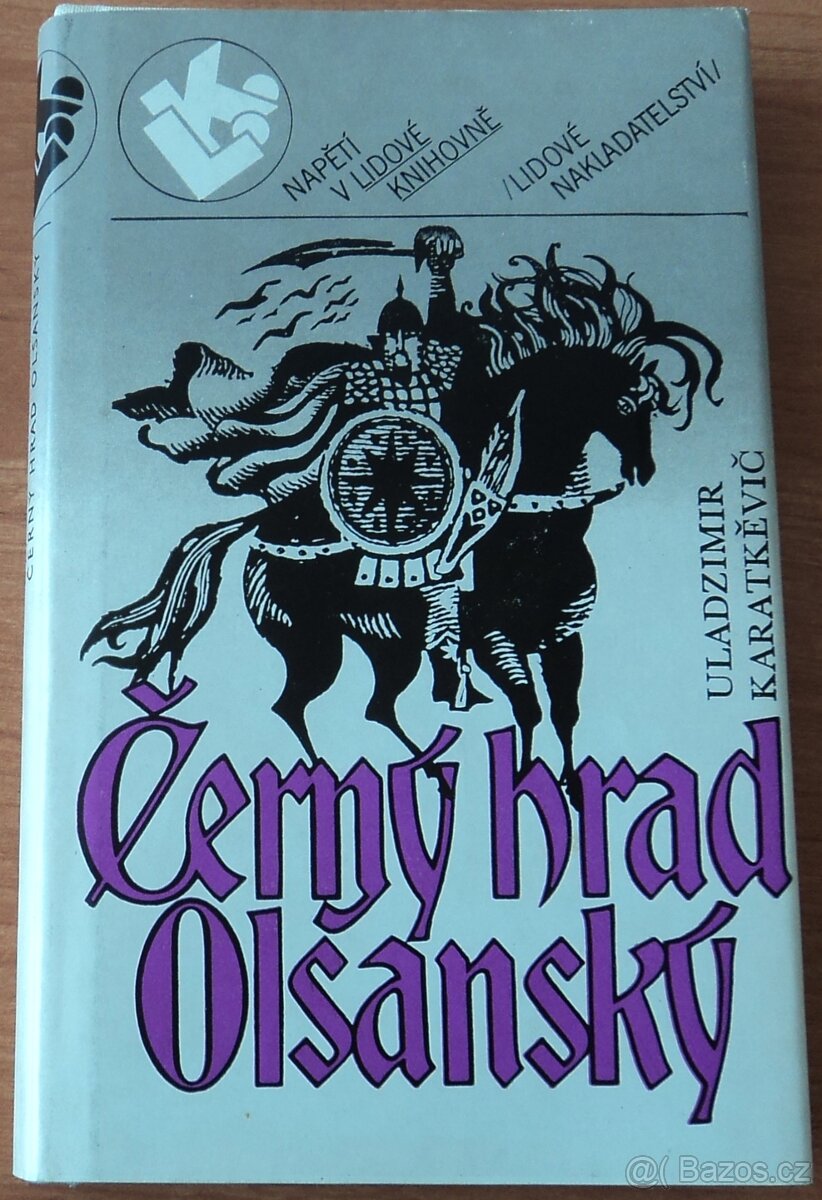 NAPĚTÍ
V LIDOVÉ
KNIHOVNĚ
/LIDOVÉ
NAKLADATELSTVÍ/
ULADZIMIR
KARATKĚVIČ
Černý hrad
Olšanský
ČERNÝ HRAD OLŠANSKÝ
@( Bazos.cz